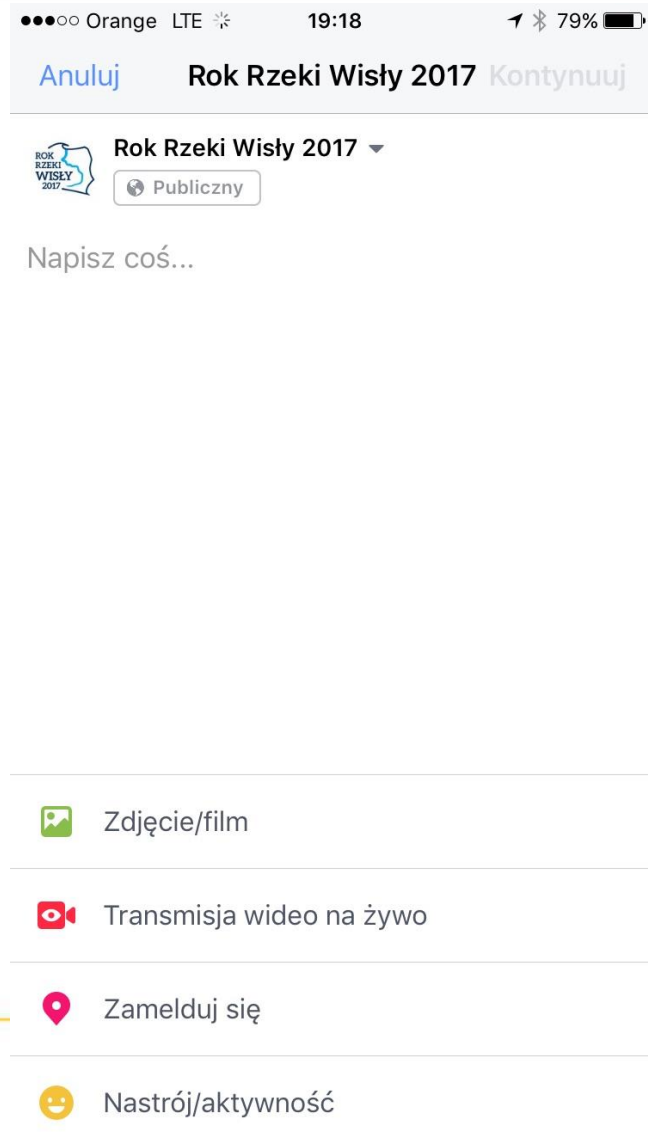 Orange LTE 19:18 79%
Anuluj Rok Rzeki Wisły 2017 Kontynuuj
ROK
RZEKI
WISŁY
2017
Rok Rzeki Wisły 2017
Publiczny
Napisz coś...
Zdjęcie/film
Transmisja wideo na żywo
Zamelduj się
Nastrój/aktywność